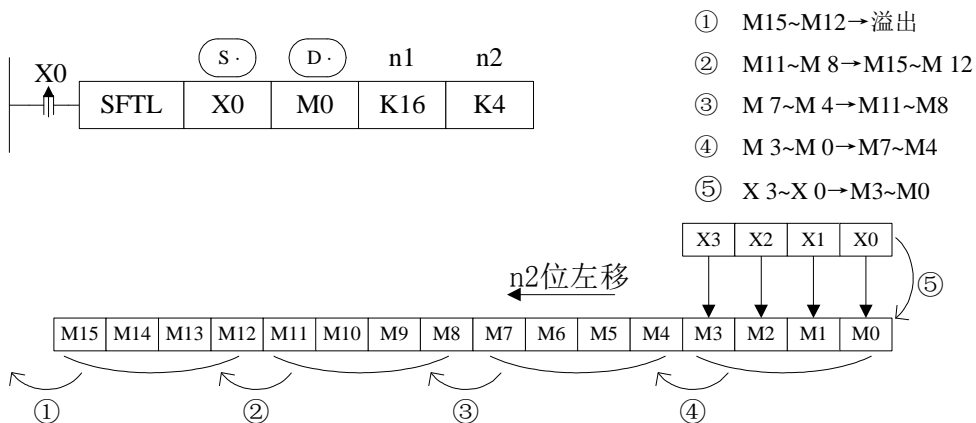 S · D · n1 n2
X0
SFTL X0 M0 K16 K4
① M15~M12→溢出
② M11~M 8→M15~M 12
③ M 7~M 4→M11~M8
④ M 3~M 0→M7~M4
⑤ X 3~X 0→M3~M0
X3 X2 X1 X0
⑤
n2位左移
M15 M14 M13 M12 M11 M10 M9 M8 M7 M6 M5 M4 M3 M2 M1 M0
① ② ③ ④